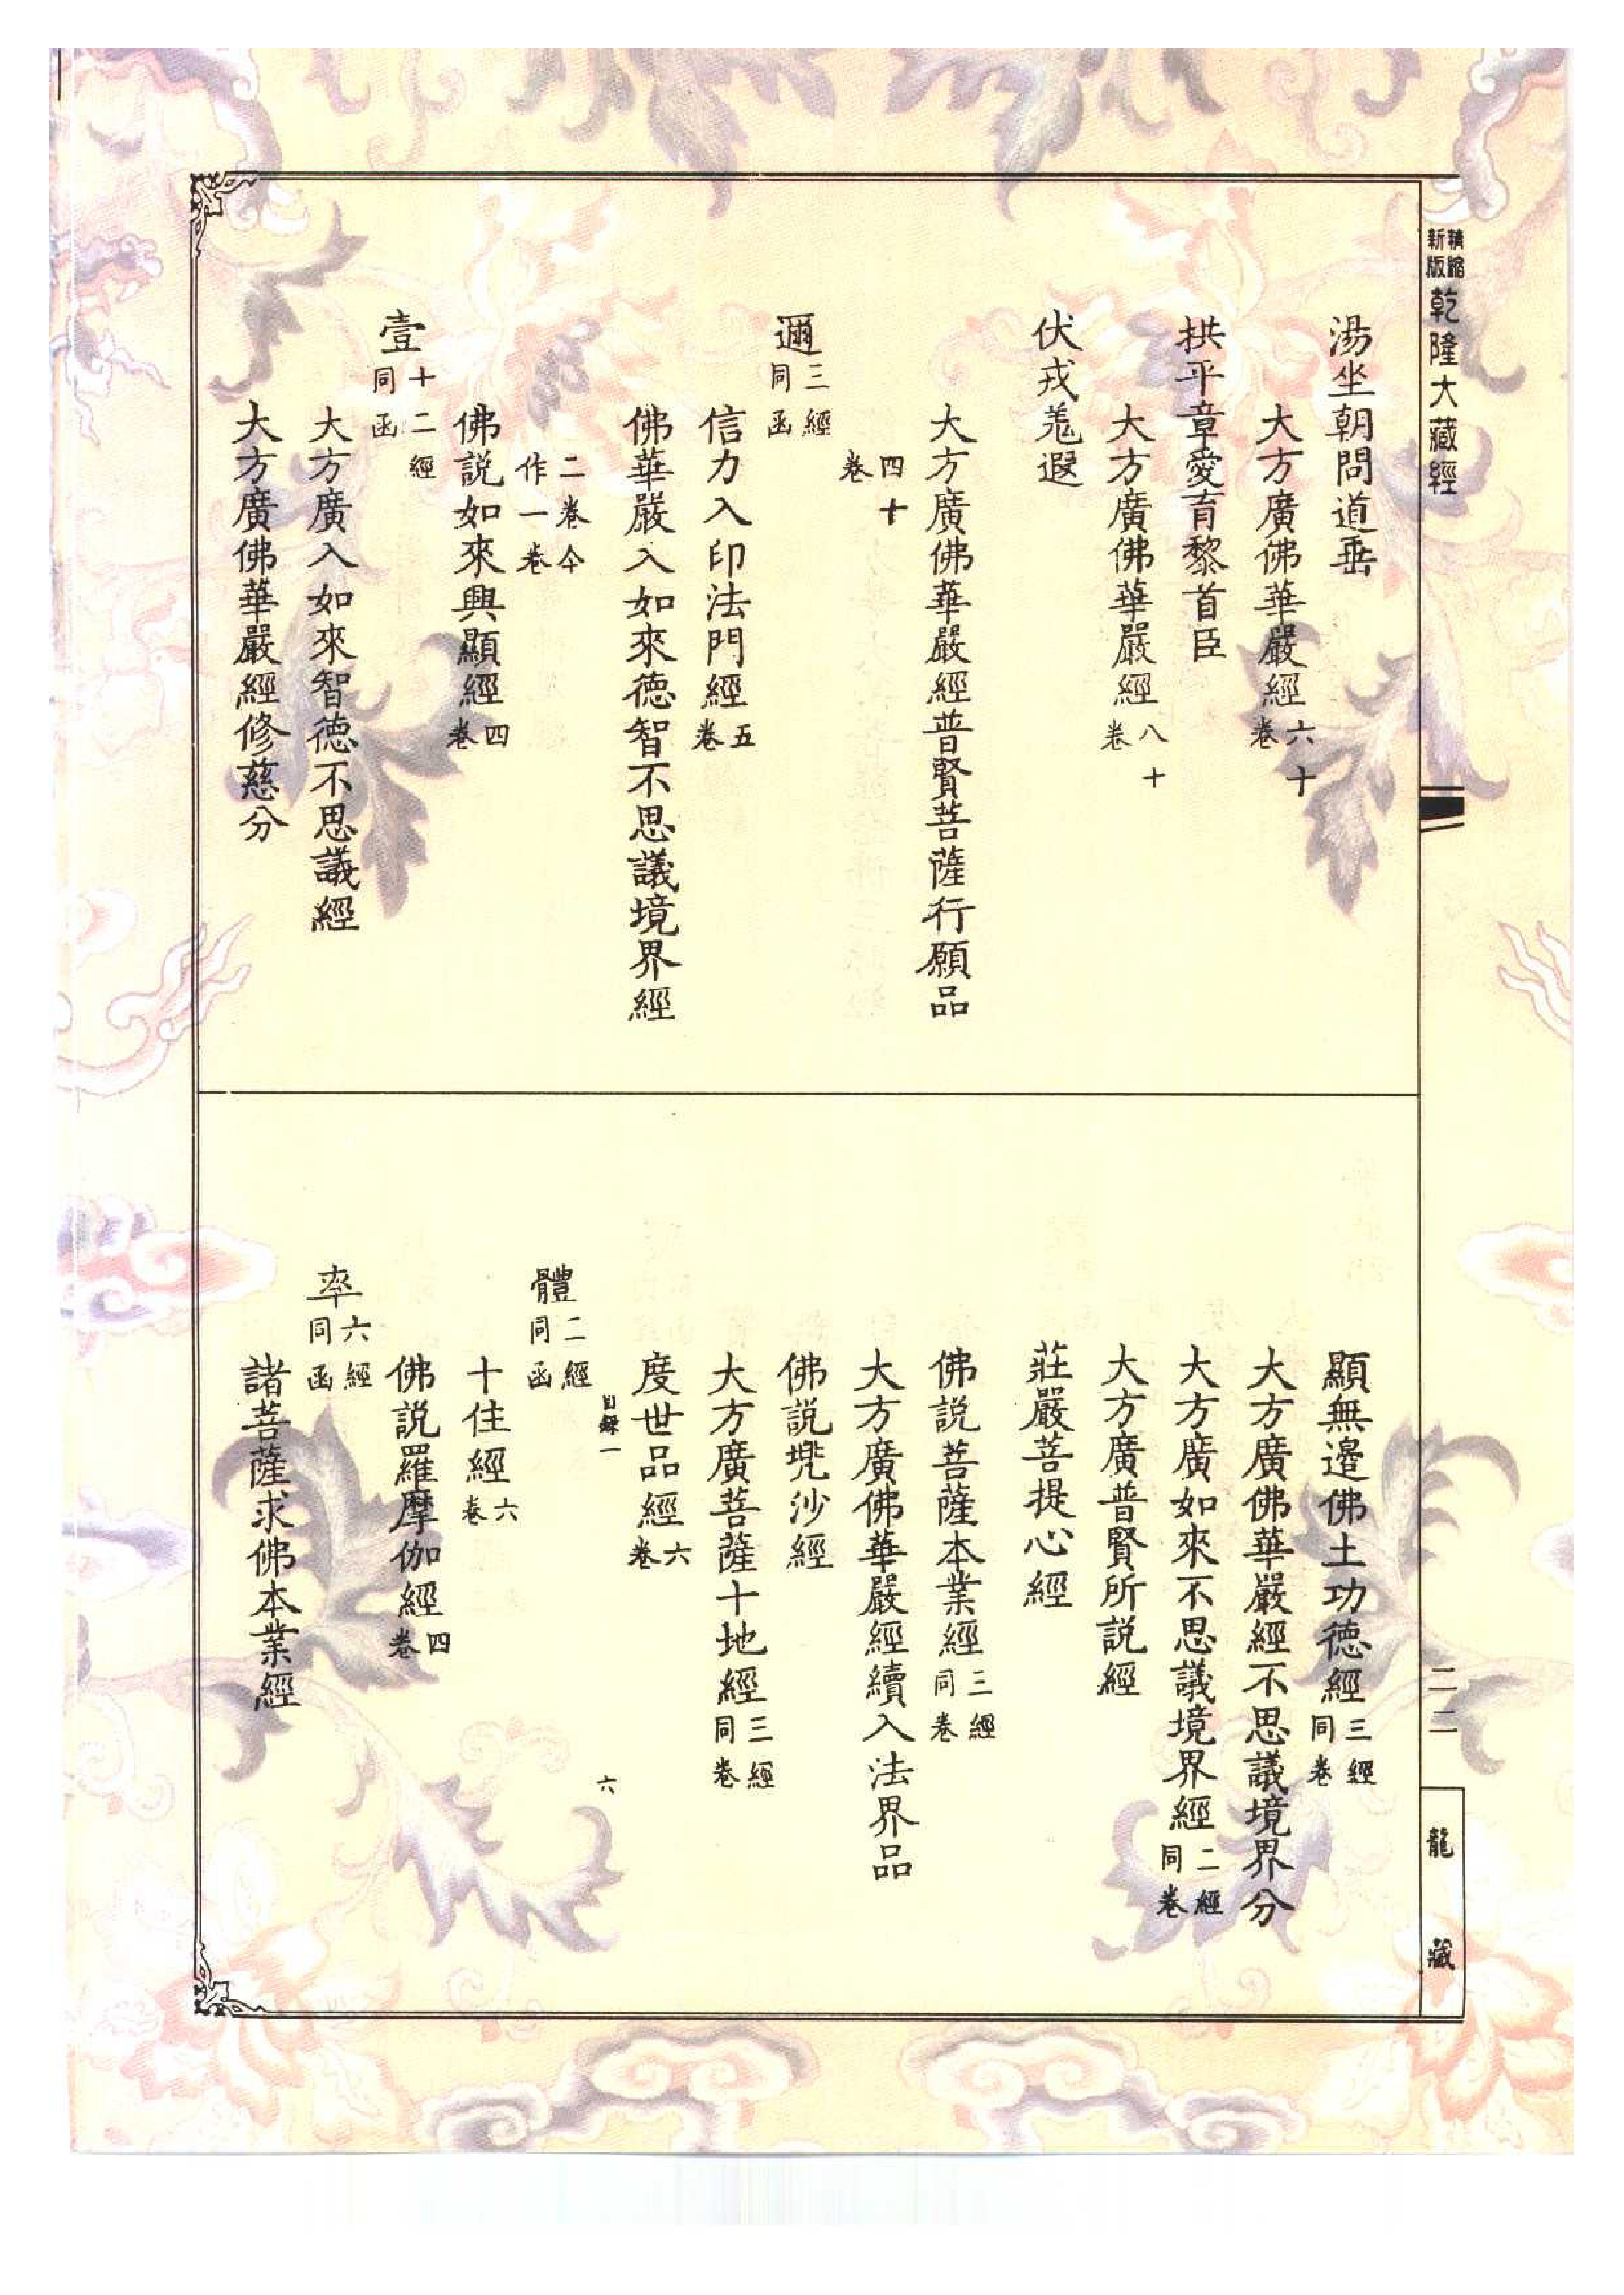 精縮新版乾隆大藏經
湯坐朝問道垂
大方廣佛華嚴經六十卷
拱平章愛育黎首臣
大方廣佛華嚴經八十卷
伏戎羌遐
大方廣佛華嚴經普賢菩薩行願品
四十卷
邇三經同函
信力入印法門經五卷
佛華嚴入如來德智不思議境界經
二卷今作一卷
佛説如來興顯經四卷
壹十二經同函
大方廣入如來智德不思議經
大方廣佛華嚴經修慈分
顯無邊佛土功德經三經同卷
大方廣佛華嚴經不思議境界分
大方廣如來不思議境界經二經同卷
大方廣普賢所説經
莊嚴菩提心經
佛説菩薩本業經三經同卷
大方廣佛華嚴經續入法界品
佛説兠沙經
大方廣菩薩十地經三經同卷
度世品經六卷
目録一 六
體二經同函
十住經六卷
佛説羅摩伽經四卷
率六經同函
諸菩薩求佛本業經
二二
龍藏